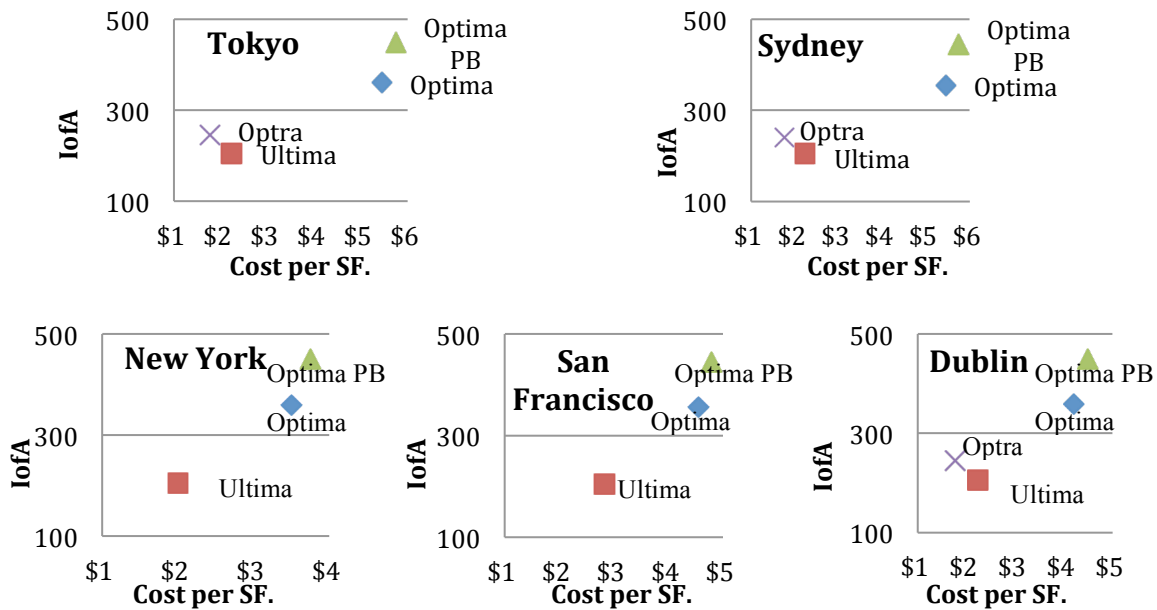 500
Tokyo
Optima
PB
Optima
300
Optra
Ultima
100
IofA
$1 $2 $3 $4 $5 $6
Cost per SF.
500
Sydney
Optima
PB
Optima
300
Optra
Ultima
100
IofA
$1 $2 $3 $4 $5 $6
Cost per SF.
500
New York
Optima PB
Optima
300
Ultima
100
IofA
$1 $2 $3 $4
Cost per SF.
500
San
Francisco
Optima PB
Optima
300
Ultima
100
IofA
$1 $2 $3 $4 $5
Cost per SF.
500
Dublin
Optima PB
Optima
300
Optra
Ultima
100
IofA
$1 $2 $3 $4 $5
Cost per SF.